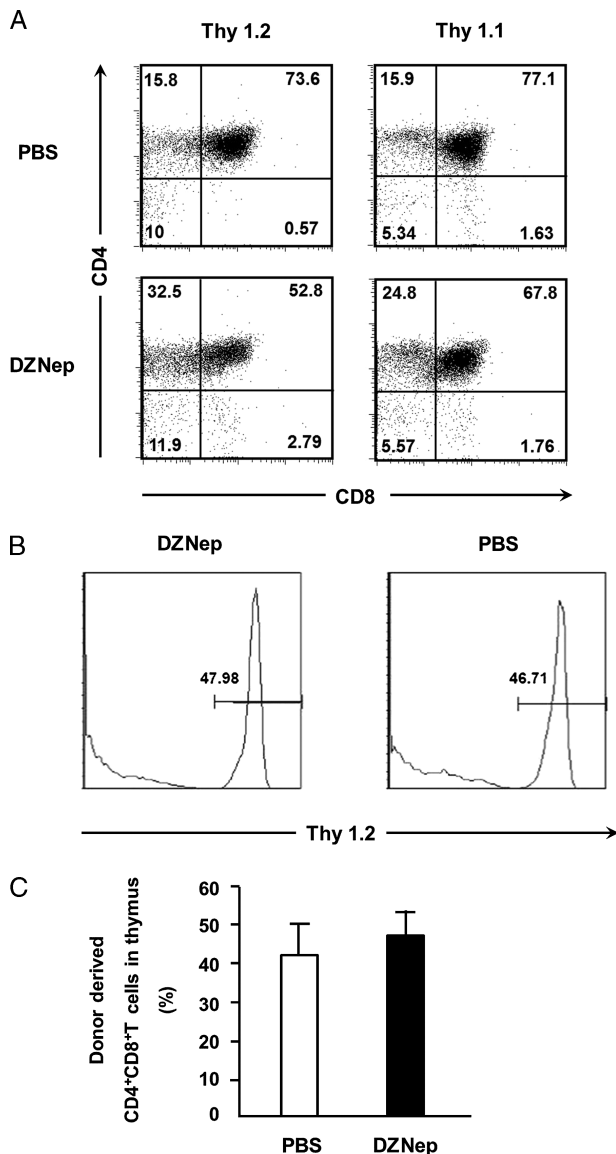 A
Thy 1.2
Thy 1.1
15.8
73.6
15.9
77.1
PBS
10
0.57
5.34
1.63
CD4
32.5
52.8
24.8
67.8
DZNep
11.9
2.79
5.57
1.76
CD8
B
DZNep
PBS
47.98
46.71
Thy 1.2
C
Donor derived
CD4⁺CD8⁺T cells in thymus
(%)
60
50
40
30
20
10
0
PBS
DZNep